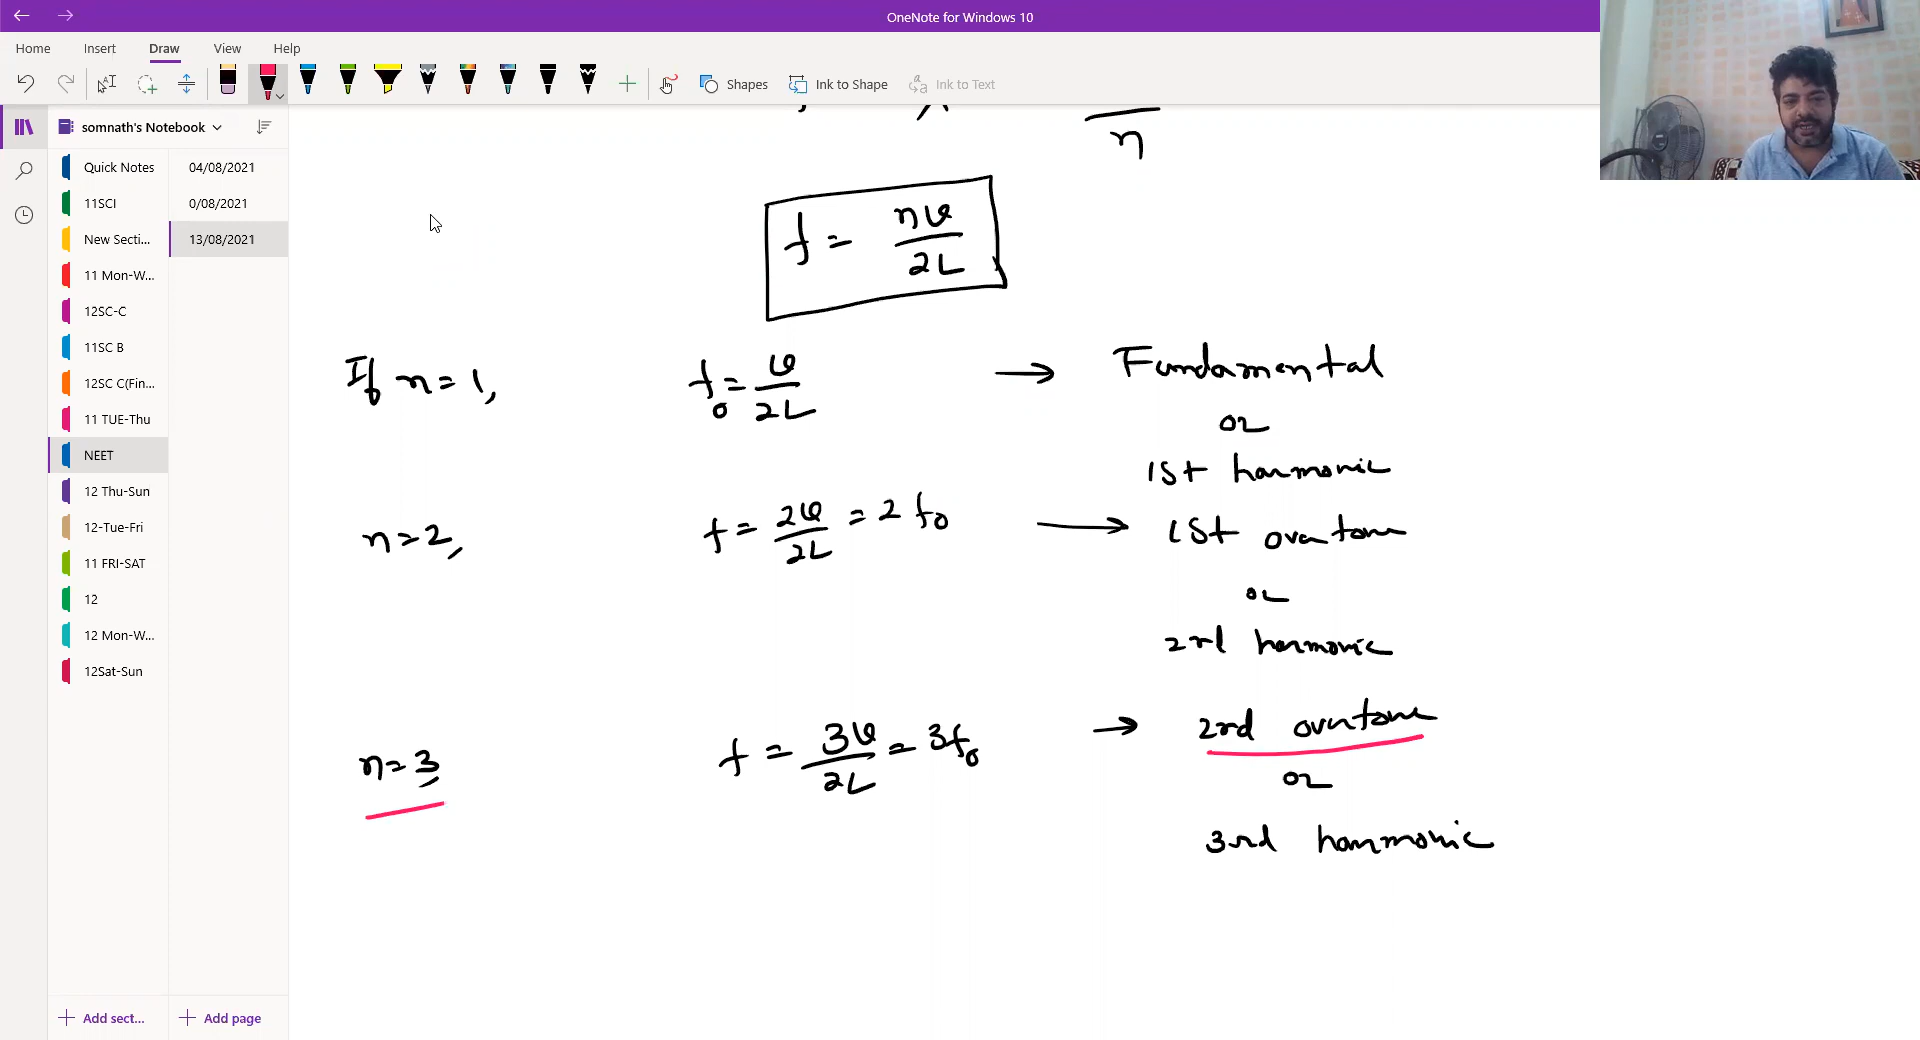 OneNote for Windows 10
Home Insert Draw View Help
Shapes Ink to Shape Ink to Text
somnath's Notebook
Quick Notes
11SCI
New Secti...
11 Mon-W...
12SC-C
11SC B
12SC C(Fin...
11 TUE-Thu
NEET
12 Thu-Sun
12-Tue-Fri
11 FRI-SAT
12
12 Mon-W...
12Sat-Sun
Add sect...
04/08/2021
0/08/2021
13/08/2021
Add page
n
f = nv/2L
If n = 1, f₀ = v/2L → Fundamental
or
1st harmonic
n = 2, f = 2v/2L = 2 f₀ → 1st overtone
or
2nd harmonic
n = 3, f = 3v/2L = 3f₀ → 2nd overtone
or
3rd harmonic